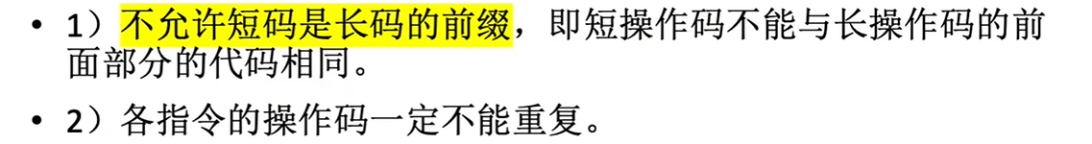 • 1）不允许短码是长码的前缀，即短操作码不能与长操作码的前
面部分的代码相同。
• 2）各指令的操作码一定不能重复。